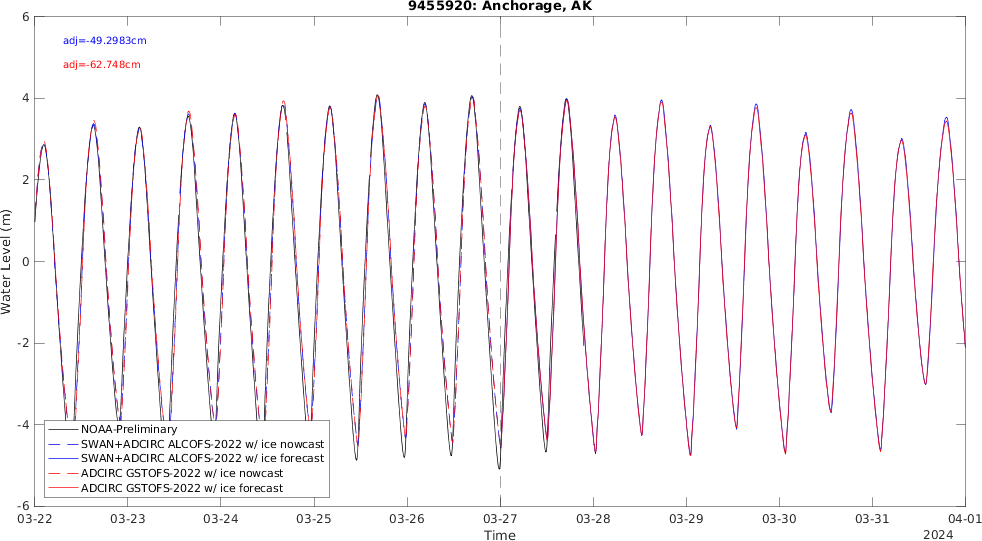 9455920: Anchorage, AK
adj=-49.2983cm
adj=-62.748cm
6
4
2
0
-2
-4
-6
Water Level (m)
NOAA-Preliminary
SWAN+ADCIRC ALCOFS-2022 w/ ice nowcast
SWAN+ADCIRC ALCOFS-2022 w/ ice forecast
ADCIRC GSTOFS-2022 w/ ice nowcast
ADCIRC GSTOFS-2022 w/ ice forecast
03-22 03-23 03-24 03-25 03-26 03-27 03-28 03-29 03-30 03-31 04-01
Time
2024